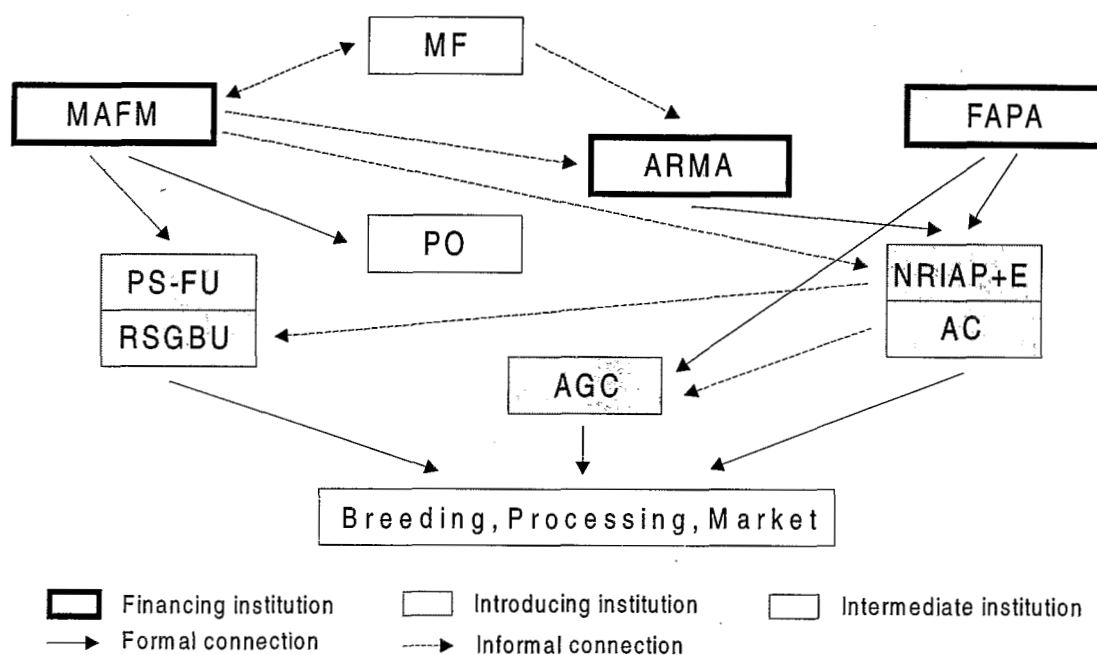 MF
MAFM
FAPA
ARMA
PO
PS-FU
RSGBU
NRIAP+E
AC
AGC
Breeding, Processing, Market
Financing institution
Introducing institution
Intermediate institution
Formal connection
Informal connection